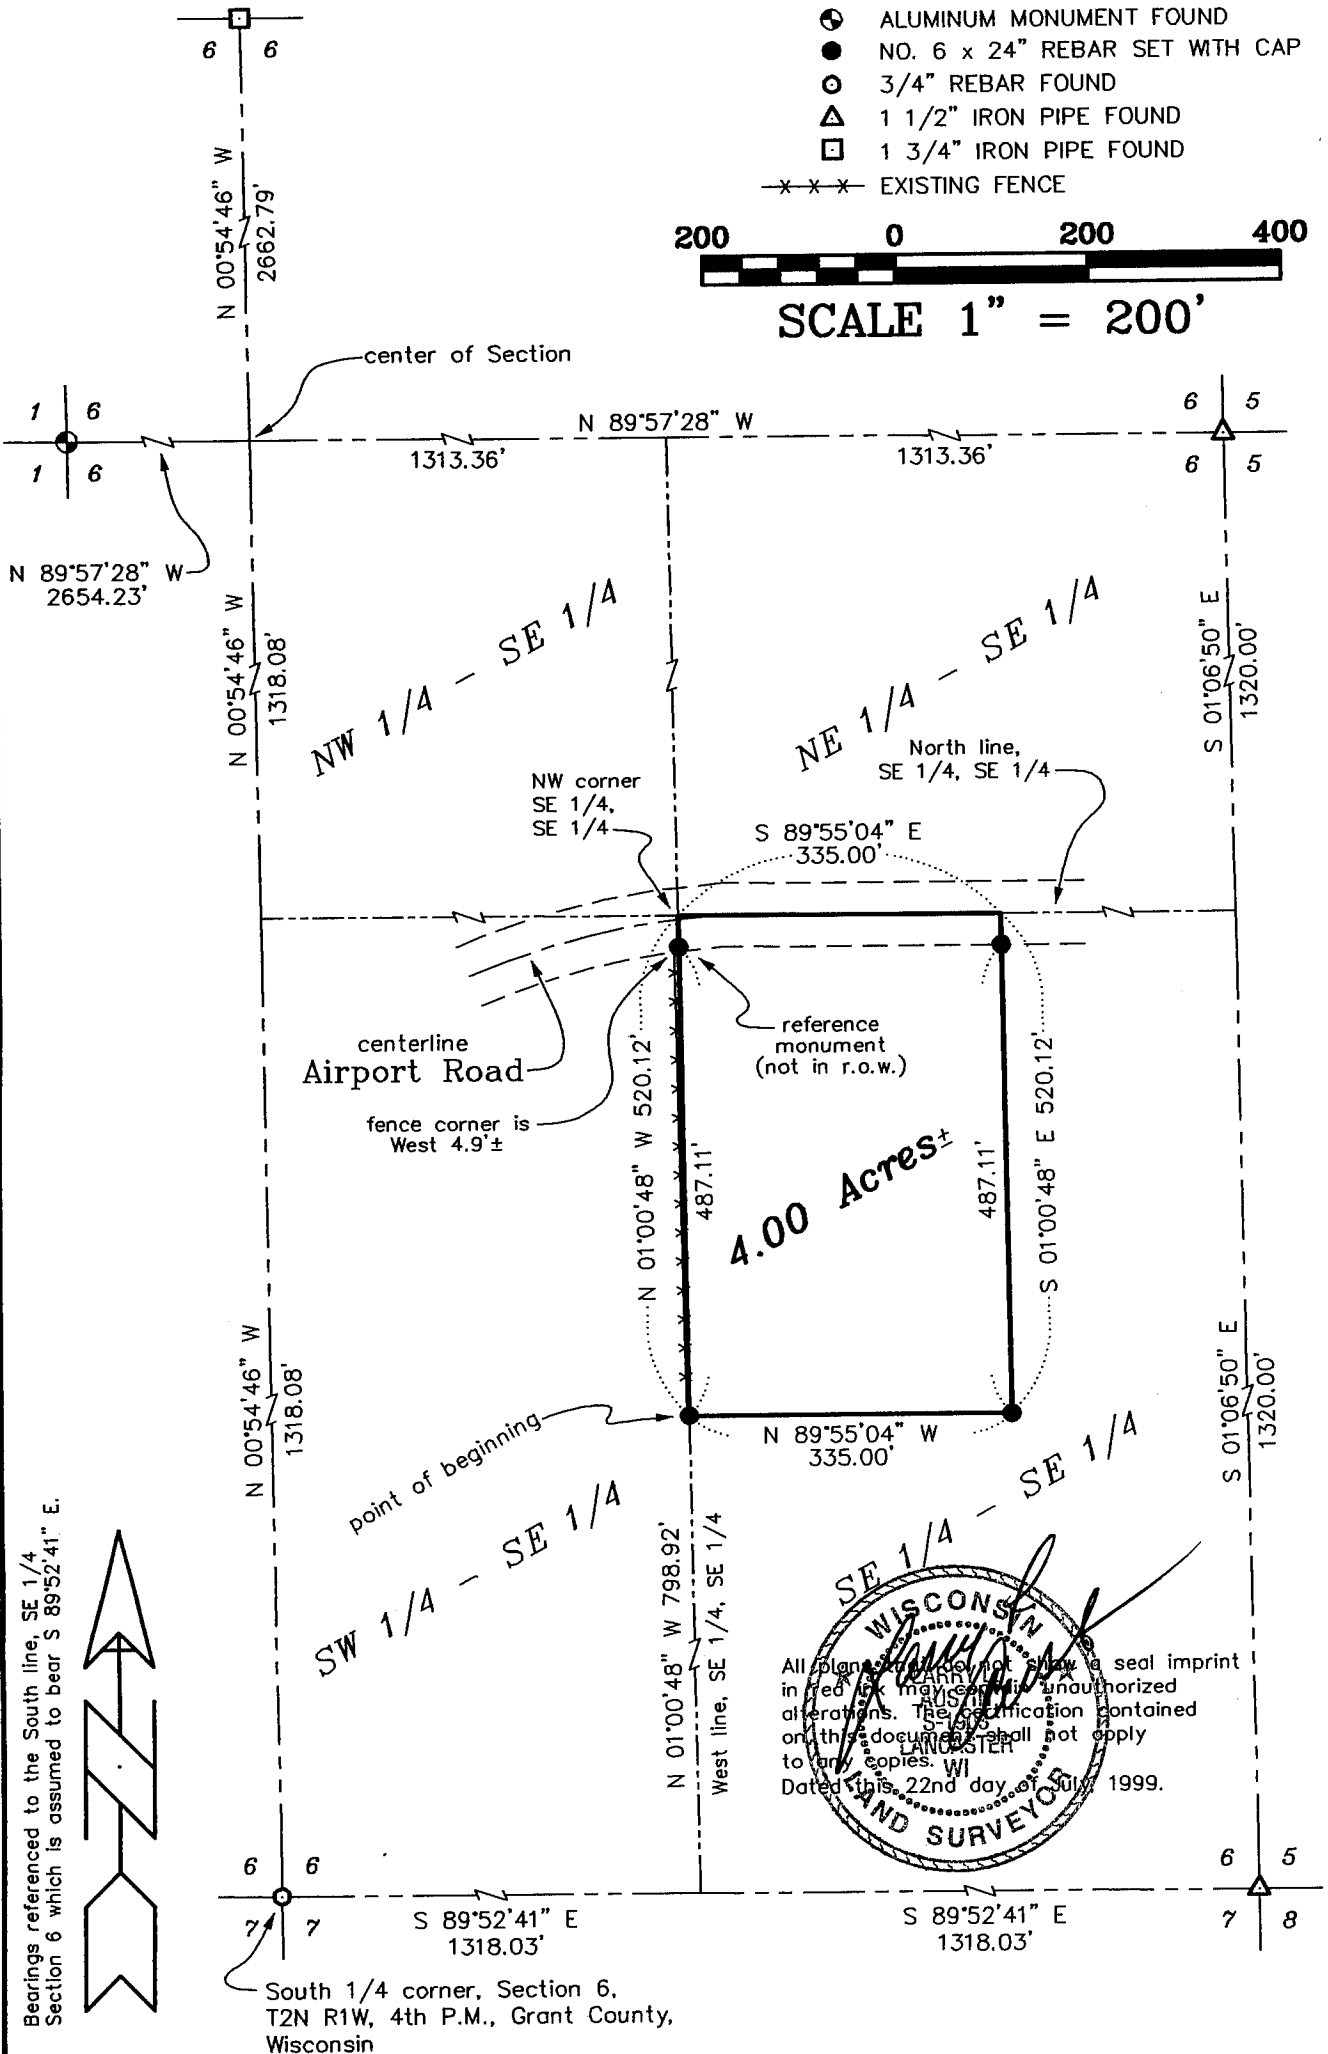 ALUMINUM MONUMENT FOUND
NO. 6 x 24" REBAR SET WITH CAP
3/4" REBAR FOUND
1 1/2" IRON PIPE FOUND
1 3/4" IRON PIPE FOUND
EXISTING FENCE
200 0 200 400
SCALE 1" = 200'
6 6
N 00°54'46" W
2662.79'
center of Section
1 6
1 6
N 89°57'28" W
2654.23'
N 89°57'28" W
1313.36'
1313.36'
6 5
6 5
N 00°54'46" W
1318.08'
NW 1/4 - SE 1/4
NE 1/4 - SE 1/4
S 01°06'50" E
1320.00'
North line,
SE 1/4, SE 1/4
NW corner
SE 1/4,
SE 1/4
S 89°55'04" E
335.00'
centerline
Airport Road
reference
monument
(not in r.o.w.)
fence corner is
West 4.9'±
N 01°00'48" W 520.12'
487.11'
4.00 Acres±
487.11'
S 01°00'48" E 520.12'
N 00°54'46" W
1318.08'
point of beginning
N 89°55'04" W
335.00'
S 01°06'50" E
1320.00'
SW 1/4 - SE 1/4
SE 1/4 - SE 1/4
N 01°00'48" W 798.92'
West line, SE 1/4, SE 1/4
Bearings referenced to the South line, SE 1/4
Section 6 which is assumed to bear S 89°52'41" E.
WISCONSIN
LARRY L.
AUSTIN
S-1903
LANCASTER
WI
LAND SURVEYOR
All plans that do not show a seal imprint
in red ink may contain unauthorized
alterations. The certification contained
on this document shall not apply
to any copies.
Dated this 22nd day of July, 1999.
6 6
7 7
S 89°52'41" E
1318.03'
S 89°52'41" E
1318.03'
6 5
7 8
South 1/4 corner, Section 6,
T2N R1W, 4th P.M., Grant County,
Wisconsin